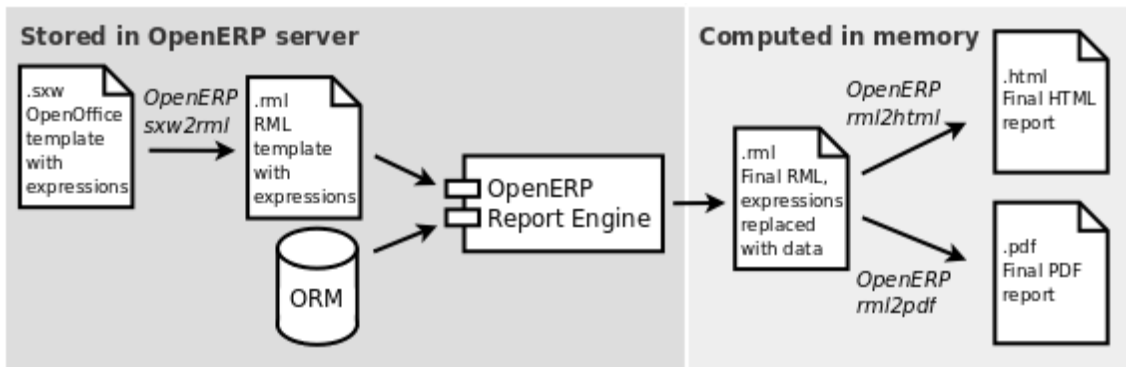 Stored in OpenERP server
.sxw
OpenOffice
template
with
expressions
OpenERP
sxw2rml
.rml
RML
template
with
expressions
ORM
OpenERP
Report Engine
Computed in memory
.rml
Final RML,
expressions
replaced
with data
OpenERP
rml2html
.html
Final HTML
report
OpenERP
rml2pdf
.pdf
Final PDF
report